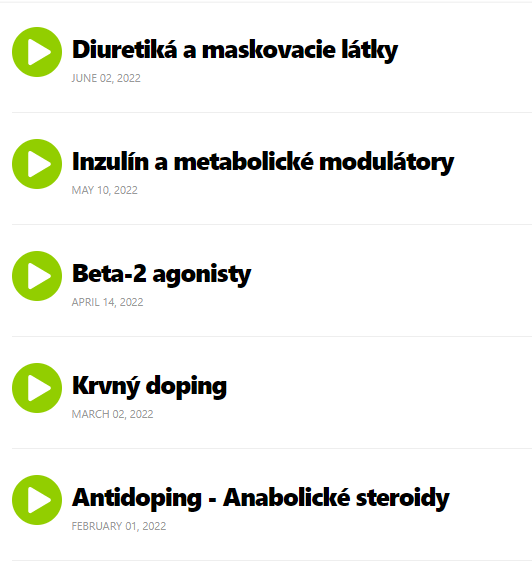 Diuretiká a maskovacie látky
JUNE 02, 2022
Inzulín a metabolické modulátory
MAY 10, 2022
Beta-2 agonisty
APRIL 14, 2022
Krvný doping
MARCH 02, 2022
Antidoping - Anabolické steroidy
FEBRUARY 01, 2022